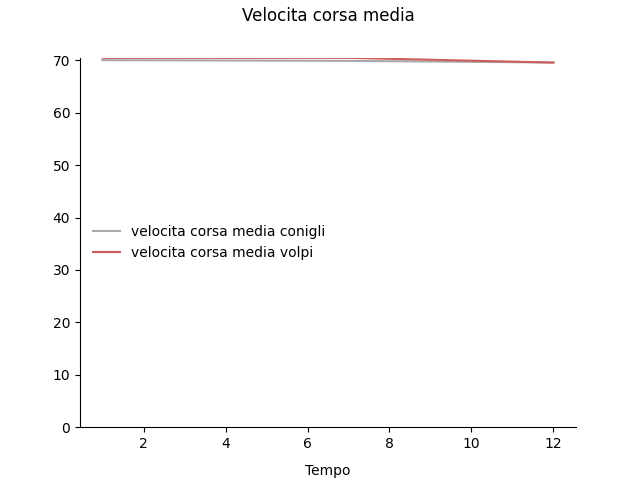 Velocita corsa media
70
60
50
40
30
20
10
0
velocita corsa media conigli
velocita corsa media volpi
2 4 6 8 10 12
Tempo